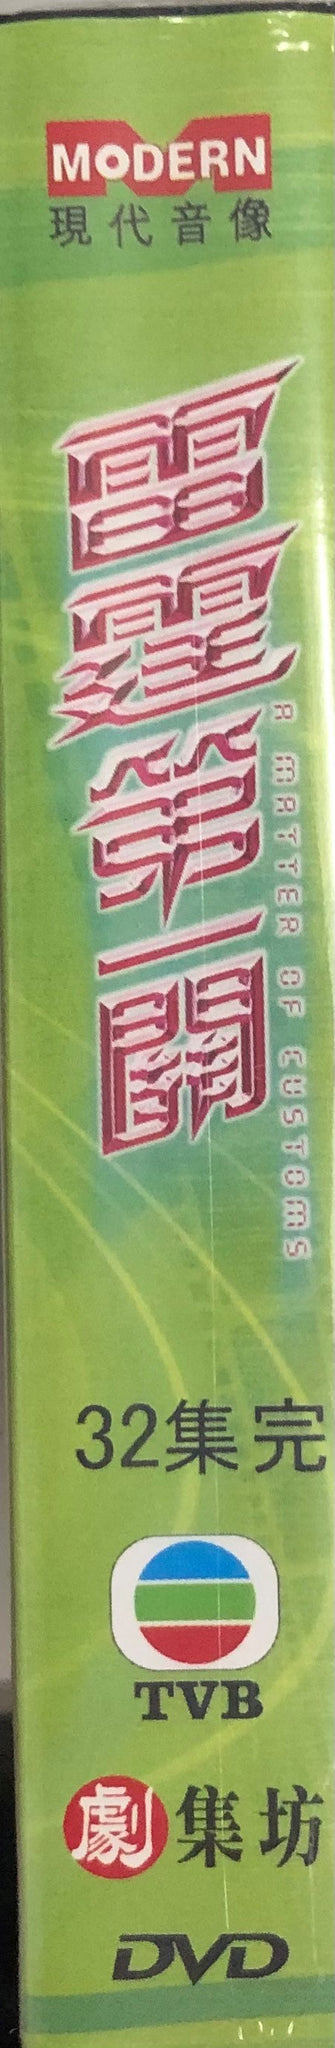 MODERN
現代音像
雷霆第一關
A MATTER OF CUSTOMS
32集完
TVB
劇集坊
DVD